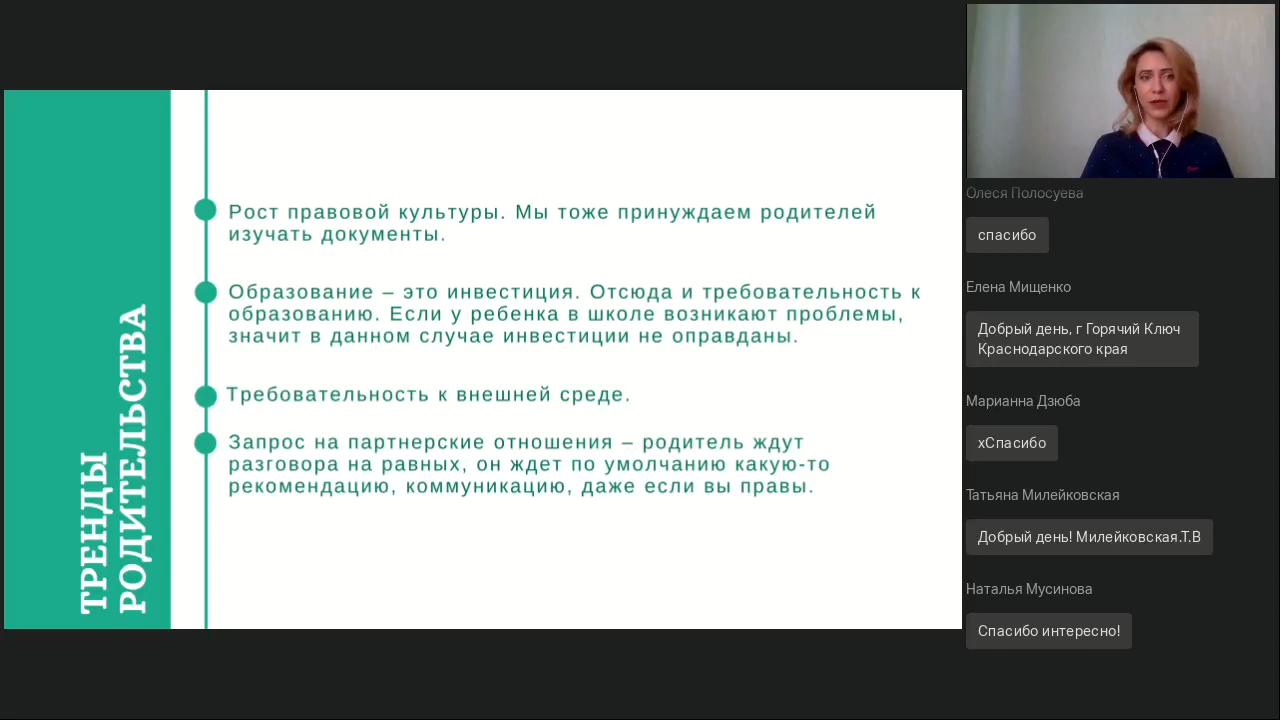 ТРЕНДЫ
РОДИТЕЛЬСТВА
Рост правовой культуры. Мы тоже принуждаем родителей
изучать документы.
Образование – это инвестиция. Отсюда и требовательность к
образованию. Если у ребенка в школе возникают проблемы,
значит в данном случае инвестиции не оправданы.
Требовательность к внешней среде.
Запрос на партнерские отношения – родитель ждут
разговора на равных, он ждет по умолчанию какую-то
рекомендацию, коммуникацию, даже если вы правы.
Олеся Полосуева
спасибо
Елена Мищенко
Добрый день, г Горячий Ключ
Краснодарского края
Марианна Дзюба
хСпасибо
Татьяна Милейковская
Добрый день! Милейковская.Т.В
Наталья Мусинова
Спасибо интересно!